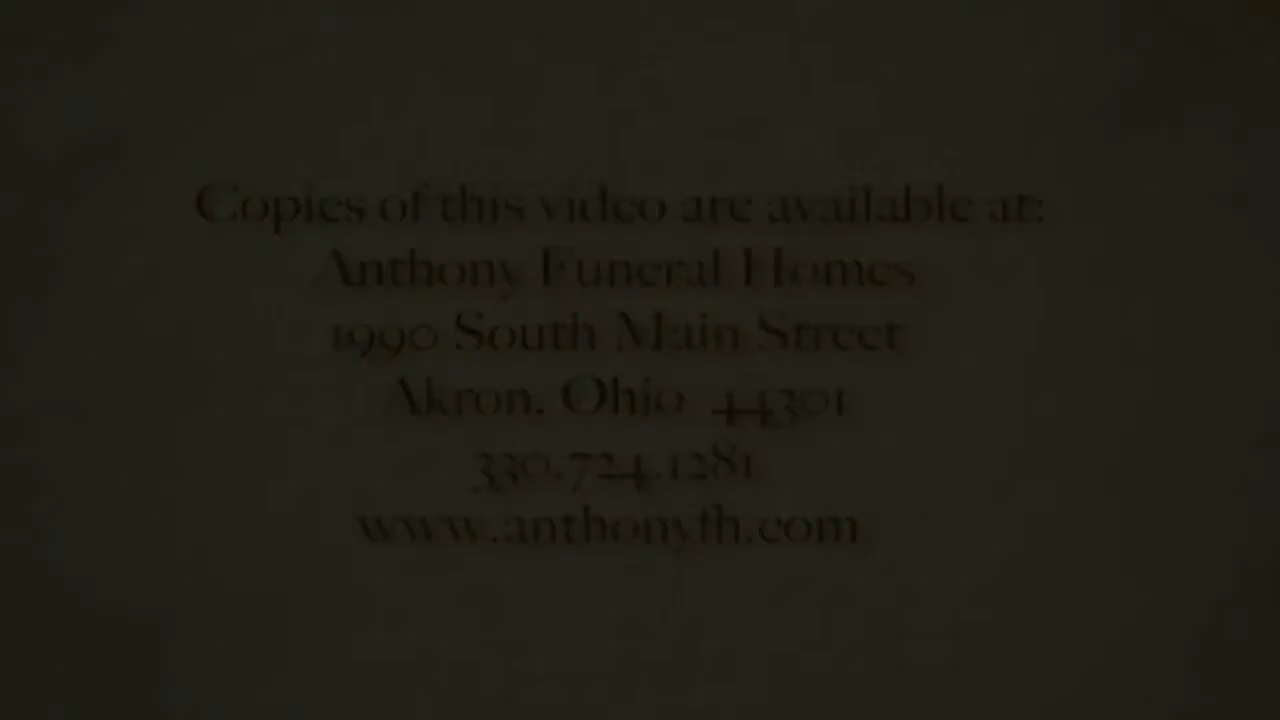 Copies of this video are available at:
Anthony Funeral Homes
1990 South Main Street
Akron, Ohio 44301
330.724.1281
www.anthonyfh.com